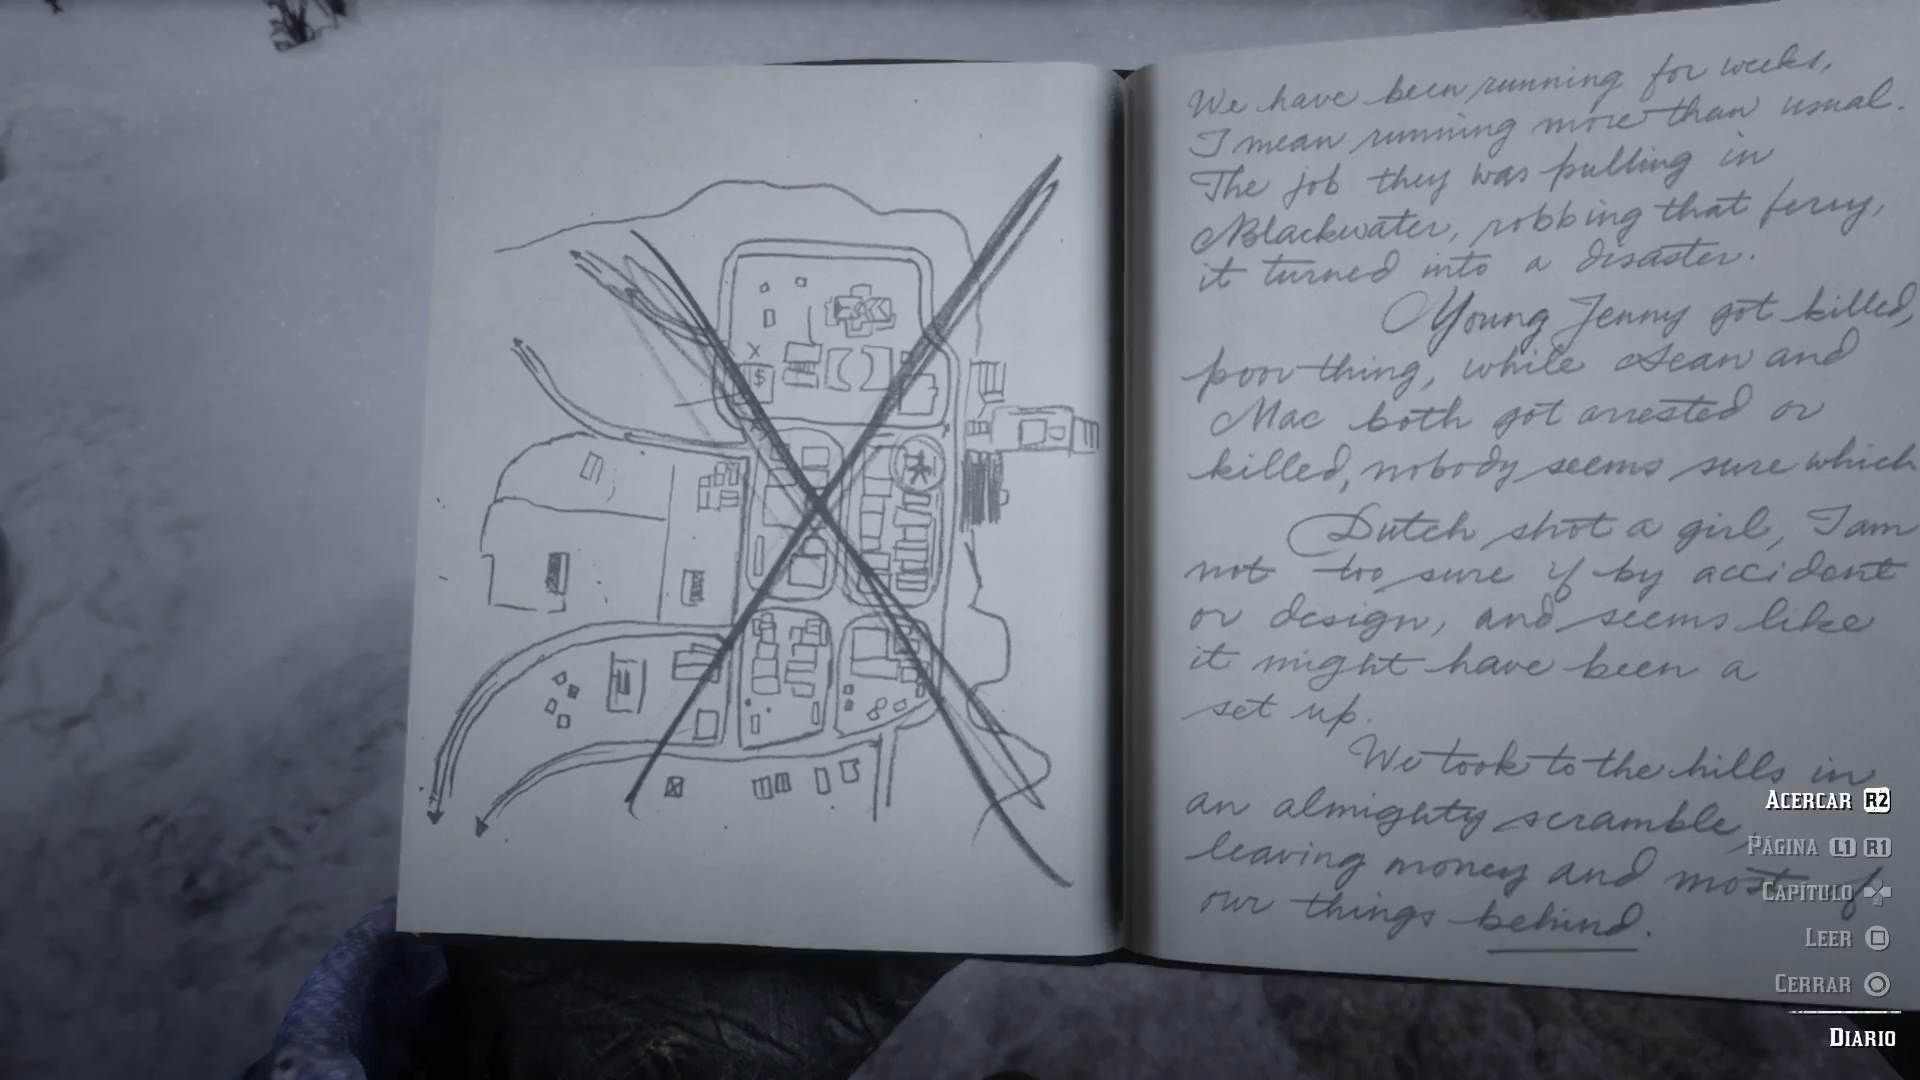 We have been running for weeks,
I mean running more than usual.
The job they was pulling in
Blackwater, robbing that ferry,
it turned into a disaster.
Young Jenny got killed,
poor thing, while Sean and
Mac both got arrested or
killed, nobody seems sure which
Dutch shot a girl, I am
not too sure if by accident
or design, and seems like
it might have been a
set up.
We took to the hills in
an almighty scramble
leaving money and most of
our things behind.
$
X
ACERCAR R2
PÁGINA L1 R1
CAPÍTULO
LEER
CERRAR
DIARIO